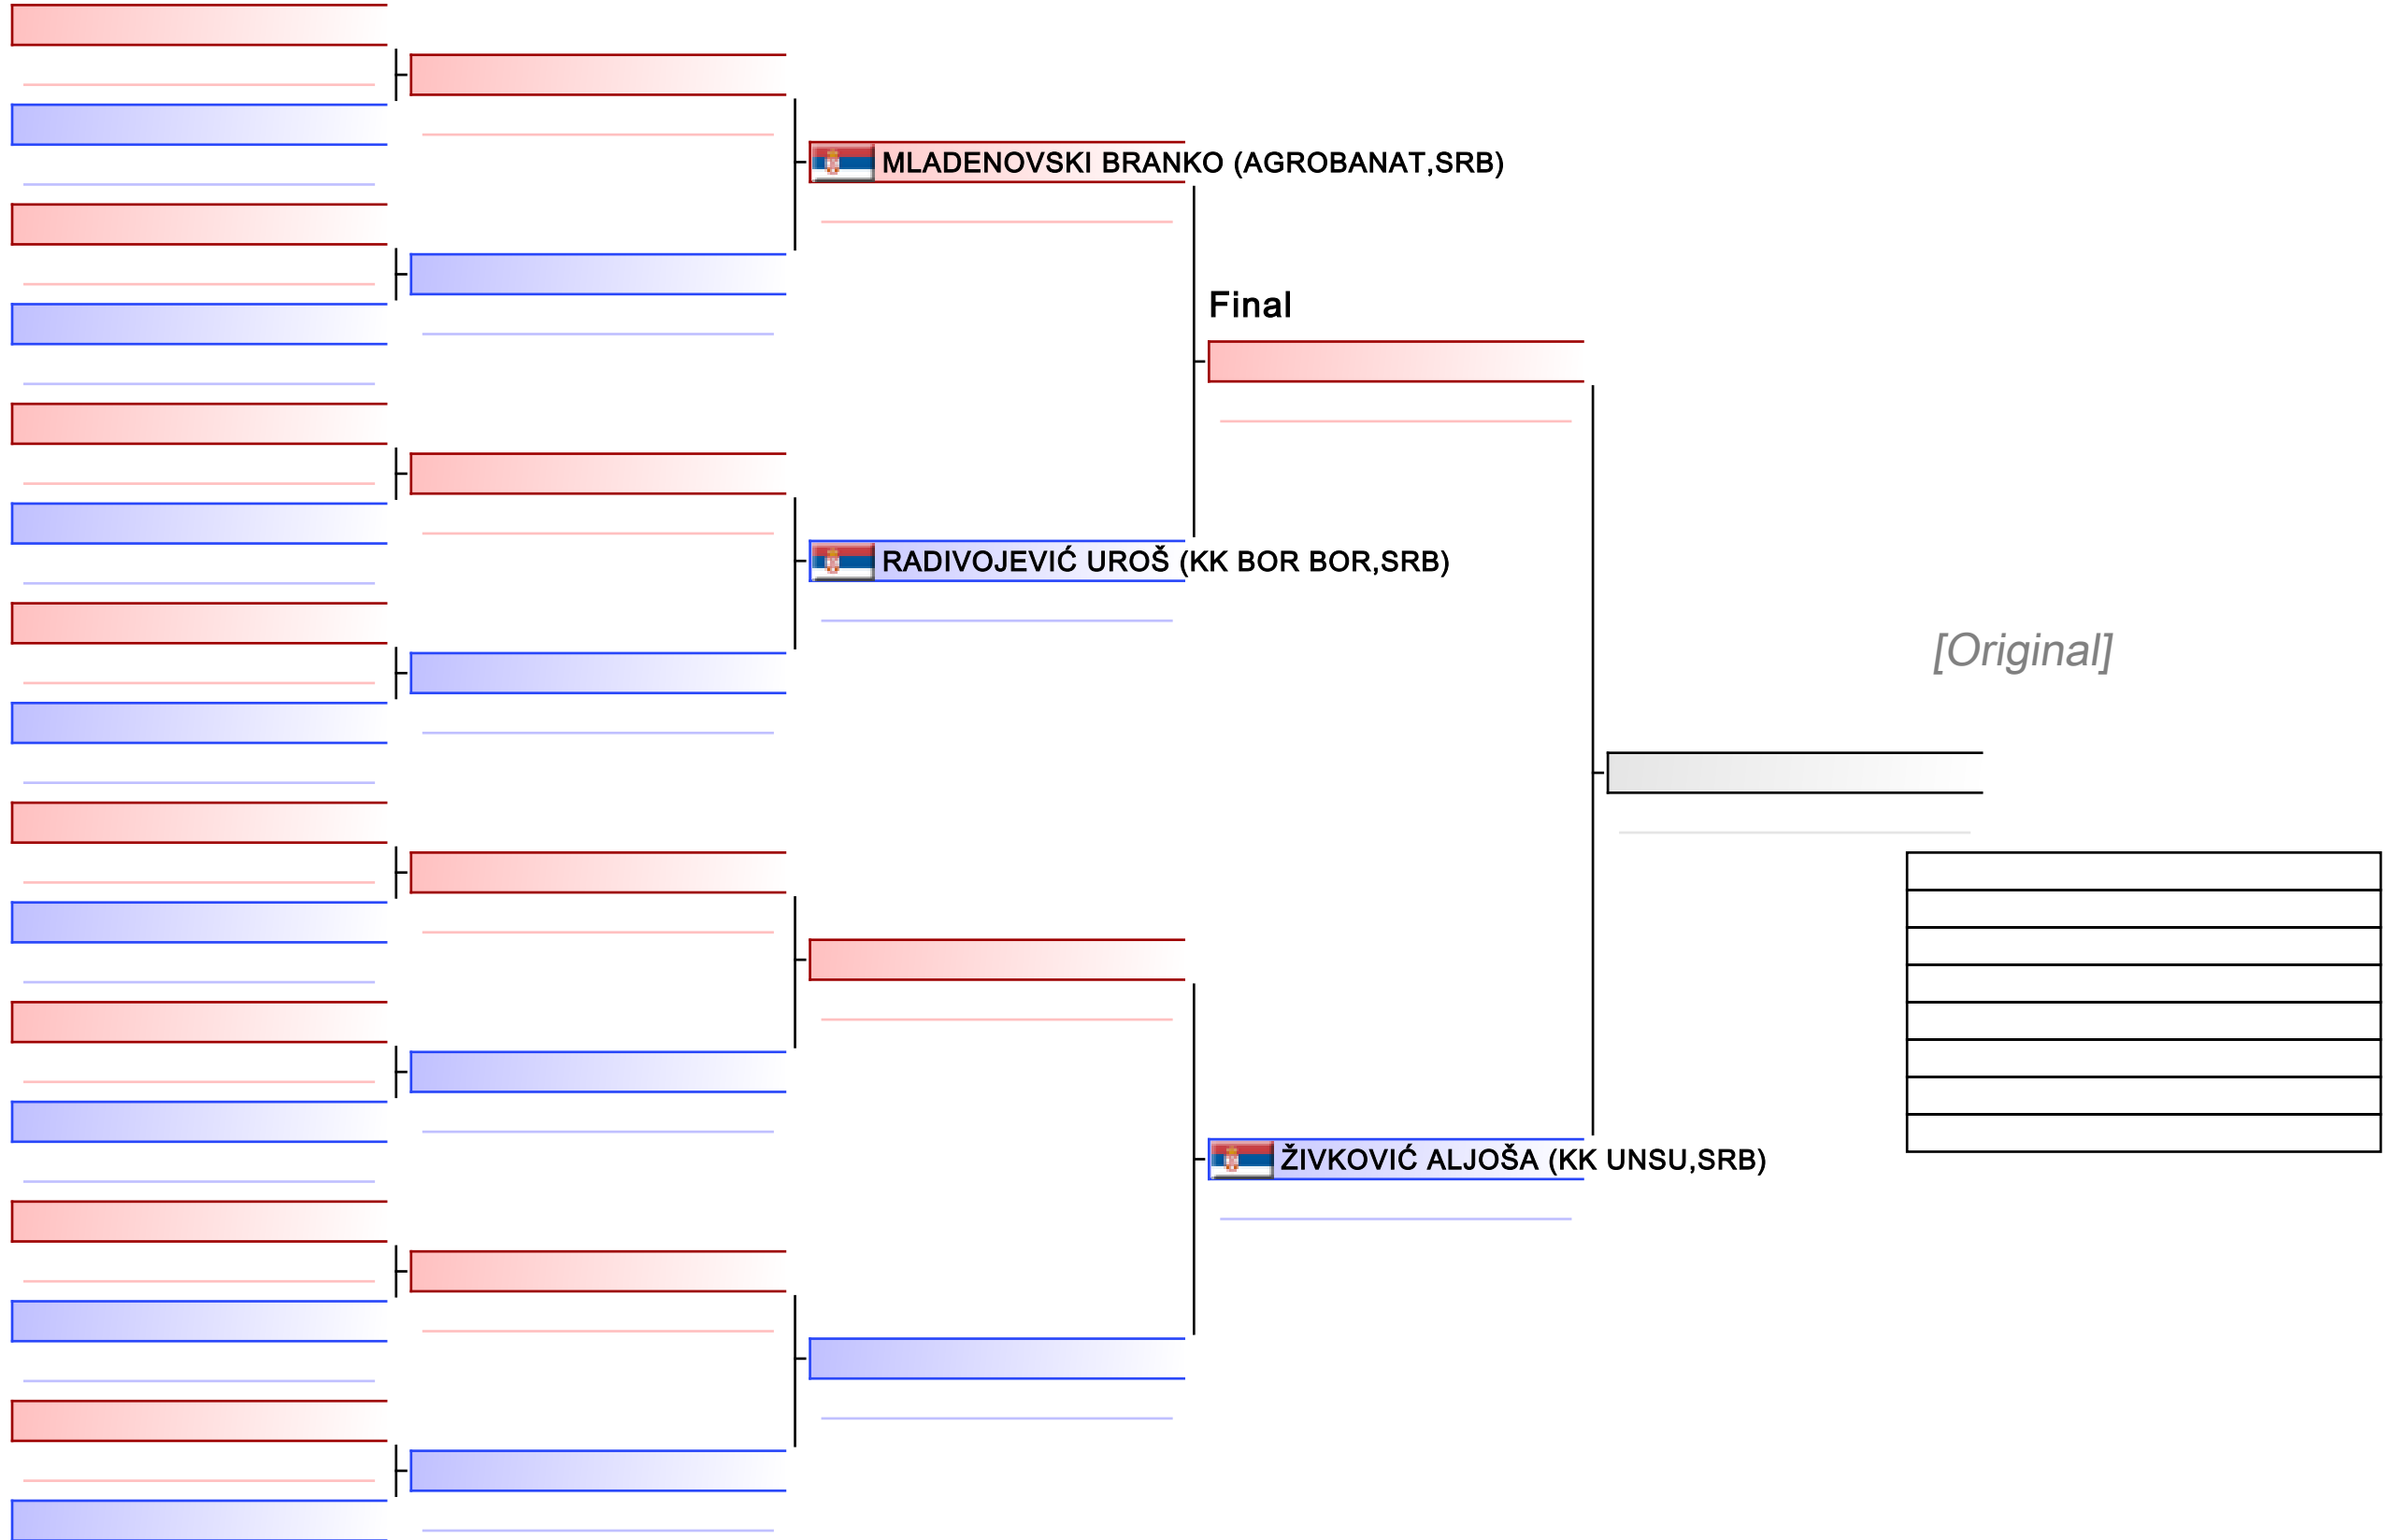 MLADENOVSKI BRANKO (AGROBANAT,SRB)
Final
RADIVOJEVIĆ UROŠ (KK BOR BOR,SRB)
[Original]
ŽIVKOVIĆ ALJOŠA (KK UNSU,SRB)